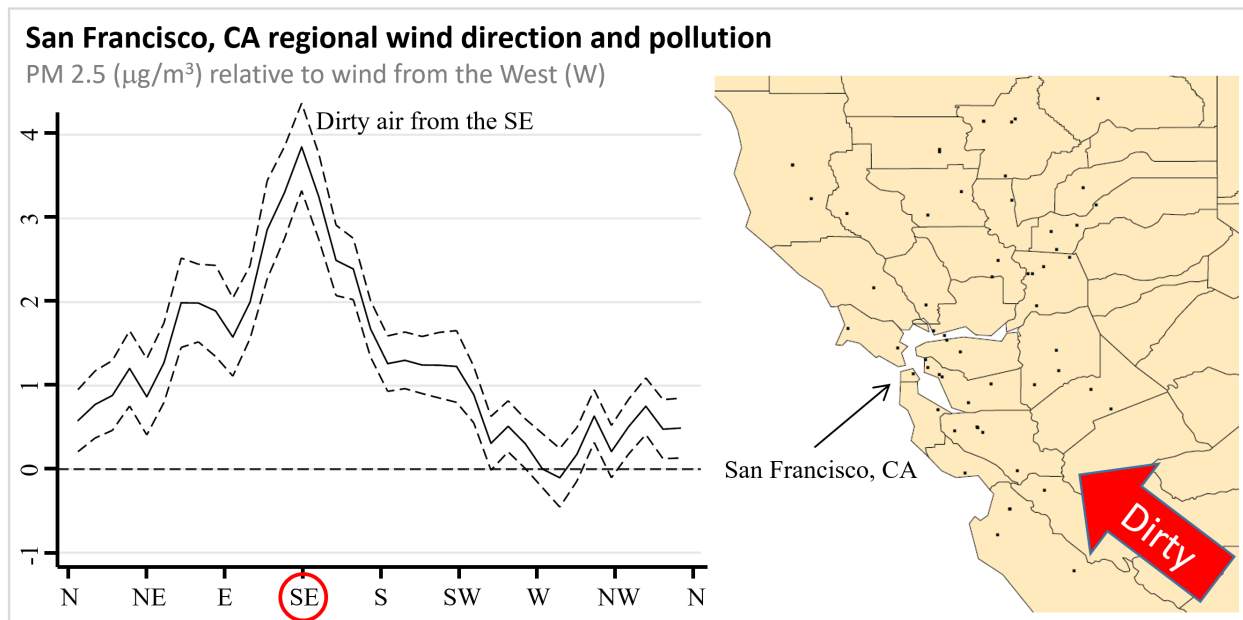 San Francisco, CA regional wind direction and pollution
PM 2.5 (μg/m³) relative to wind from the West (W)
Dirty air from the SE
4
3
2
1
0
-1
N NE E SE S SW W NW N
San Francisco, CA
Dirty